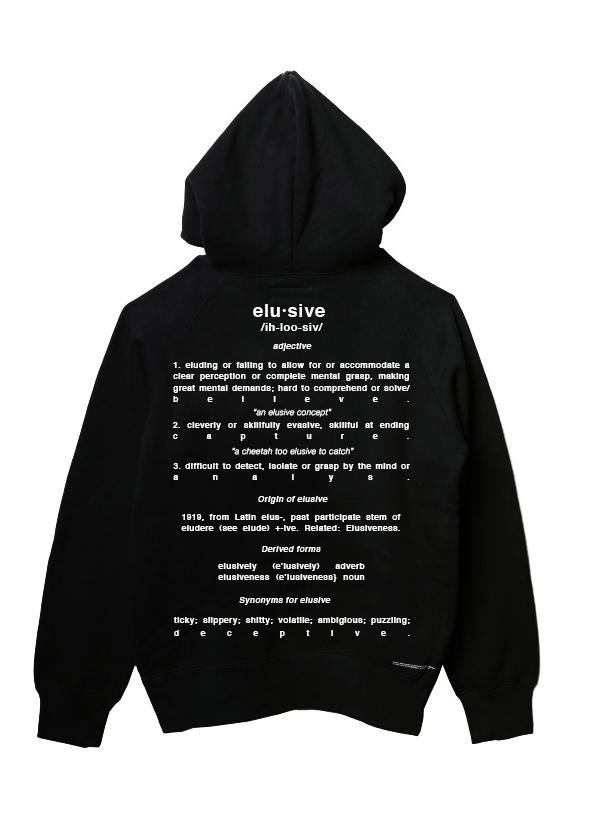 elu·sive
/ih-loo-siv/
adjective
1. eluding or failing to allow for or accommodate a
clear perception or complete mental grasp, making
great mental demands; hard to comprehend or solve/
b e l i e v e .
"an elusive concept"
2. cleverly or skillfully evasive, skillful at ending
c a p t u r e .
"a cheetah too elusive to catch"
3. difficult to detect, isolate or grasp by the mind or
a n a l y s .
Origin of elusive
1919, from Latin elus-, past participate stem of
eludere (see elude) +-ive. Related: Elusiveness.
Derived forms
elusively (e'lusively) adverb
elusiveness (e'lusiveness} noun
Synonyms for elusive
ticky; slippery; shitty; volatile; ambigious; puzzling;
d e c e p t i v e .